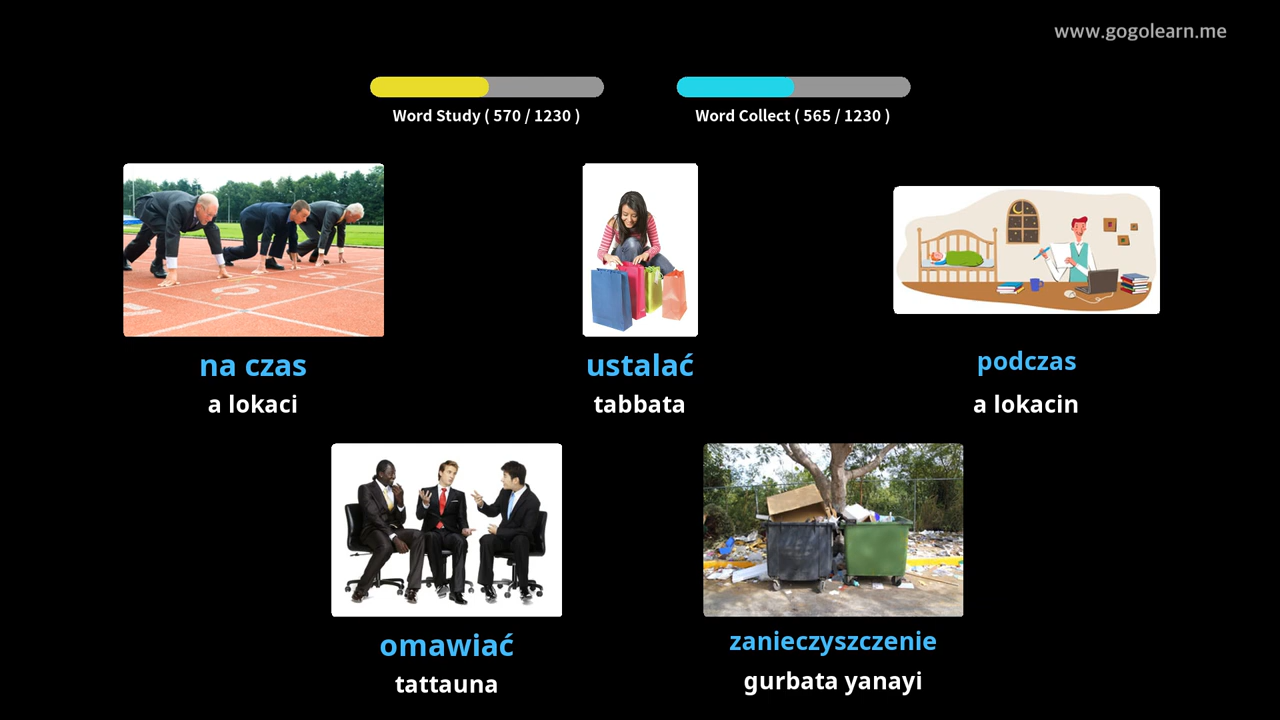 www.gogolearn.me
Word Study ( 570 / 1230 )
Word Collect ( 565 / 1230 )
na czas
a lokaci
ustalać
tabbata
podczas
a lokacin
omawiać
tattauna
zanieczyszczenie
gurbata yanayi